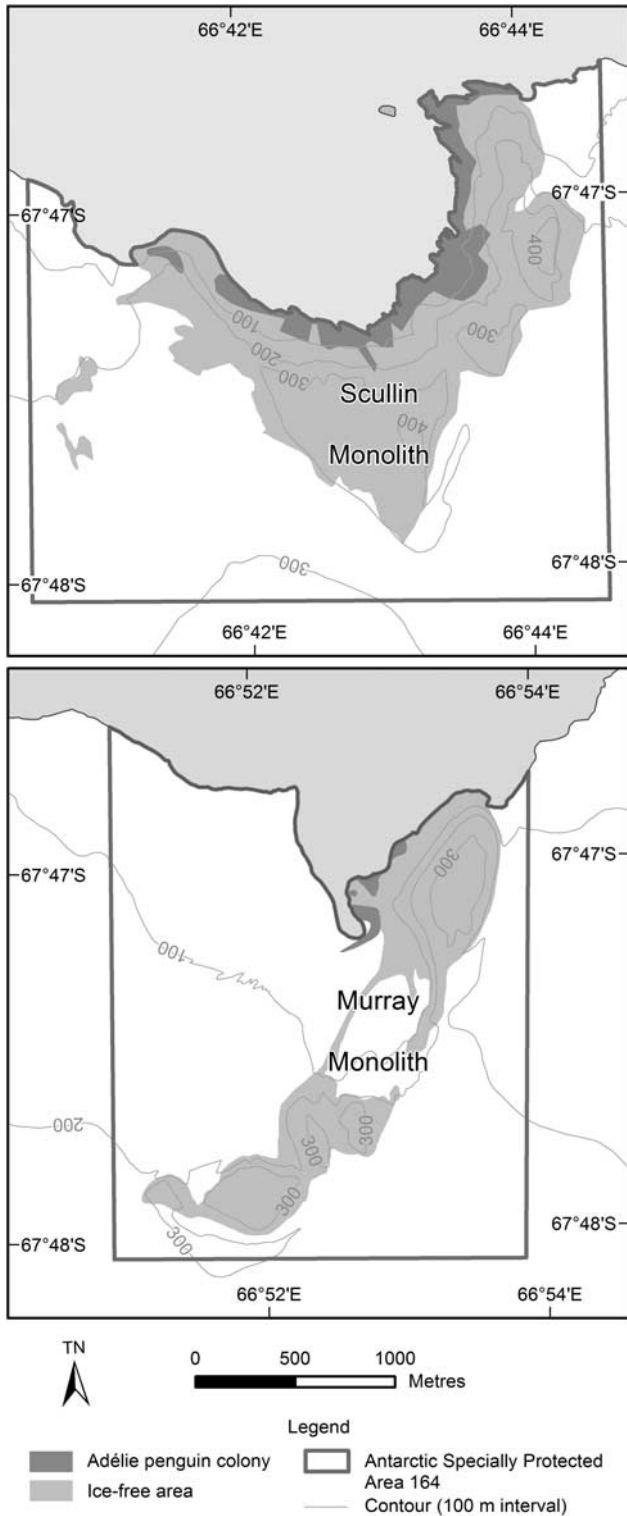 66°42'E 66°44'E
67°47'S 67°47'S
400
100
200
300
300
Scullin
400
Monolith
300
67°48'S 67°48'S
66°42'E 66°44'E
66°52'E 66°54'E
67°47'S 67°47'S
300
100
Murray
Monolith
200
300
300
300
300
67°48'S 67°48'S
66°52'E 66°54'E
TN
0 500 1000
Metres
Legend
Adélie penguin colony
Ice-free area
Antarctic Specially Protected
Area 164
Contour (100 m interval)